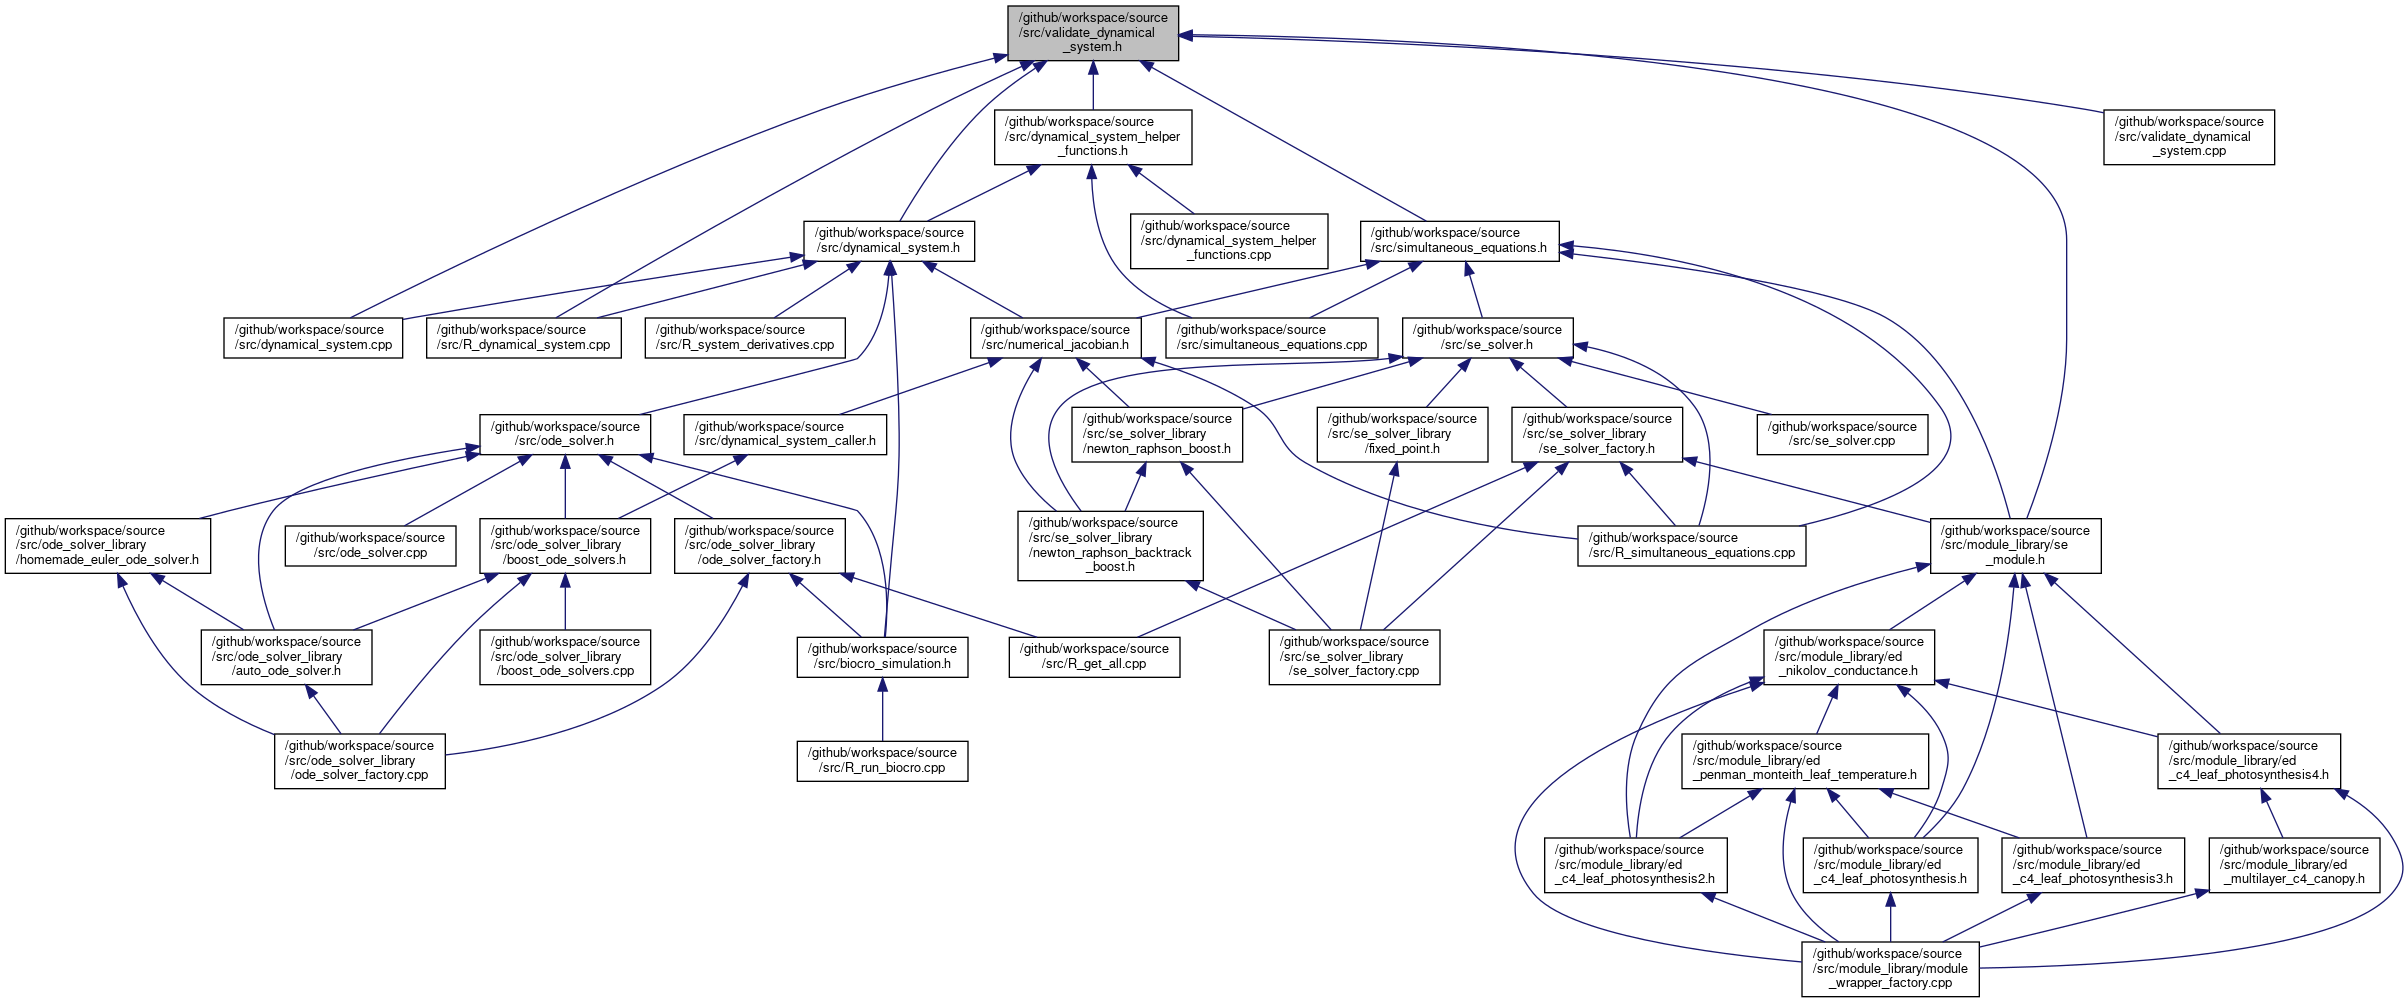 /github/workspace/source
/src/validate_dynamical
_system.h
/github/workspace/source
/src/dynamical_system_helper
_functions.h
/github/workspace/source
/src/validate_dynamical
_system.cpp
/github/workspace/source
/src/dynamical_system.h
/github/workspace/source
/src/dynamical_system_helper
_functions.cpp
/github/workspace/source
/src/simultaneous_equations.h
/github/workspace/source
/src/dynamical_system.cpp
/github/workspace/source
/src/R_dynamical_system.cpp
/github/workspace/source
/src/R_system_derivatives.cpp
/github/workspace/source
/src/numerical_jacobian.h
/github/workspace/source
/src/simultaneous_equations.cpp
/github/workspace/source
/src/se_solver.h
/github/workspace/source
/src/ode_solver.h
/github/workspace/source
/src/dynamical_system_caller.h
/github/workspace/source
/src/se_solver_library
/newton_raphson_boost.h
/github/workspace/source
/src/se_solver_library
/fixed_point.h
/github/workspace/source
/src/se_solver_library
/se_solver_factory.h
/github/workspace/source
/src/se_solver.cpp
/github/workspace/source
/src/ode_solver_library
/homemade_euler_ode_solver.h
/github/workspace/source
/src/ode_solver.cpp
/github/workspace/source
/src/ode_solver_library
/boost_ode_solvers.h
/github/workspace/source
/src/ode_solver_library
/ode_solver_factory.h
/github/workspace/source
/src/se_solver_library
/newton_raphson_backtrack
_boost.h
/github/workspace/source
/src/R_simultaneous_equations.cpp
/github/workspace/source
/src/module_library/se
_module.h
/github/workspace/source
/src/ode_solver_library
/auto_ode_solver.h
/github/workspace/source
/src/ode_solver_library
/boost_ode_solvers.cpp
/github/workspace/source
/src/biocro_simulation.h
/github/workspace/source
/src/R_get_all.cpp
/github/workspace/source
/src/se_solver_library
/se_solver_factory.cpp
/github/workspace/source
/src/module_library/ed
_nikolov_conductance.h
/github/workspace/source
/src/ode_solver_library
/ode_solver_factory.cpp
/github/workspace/source
/src/R_run_biocro.cpp
/github/workspace/source
/src/module_library/ed
_penman_monteith_leaf_temperature.h
/github/workspace/source
/src/module_library/ed
_c4_leaf_photosynthesis4.h
/github/workspace/source
/src/module_library/ed
_c4_leaf_photosynthesis2.h
/github/workspace/source
/src/module_library/ed
_c4_leaf_photosynthesis.h
/github/workspace/source
/src/module_library/ed
_c4_leaf_photosynthesis3.h
/github/workspace/source
/src/module_library/ed
_multilayer_c4_canopy.h
/github/workspace/source
/src/module_library/module
_wrapper_factory.cpp